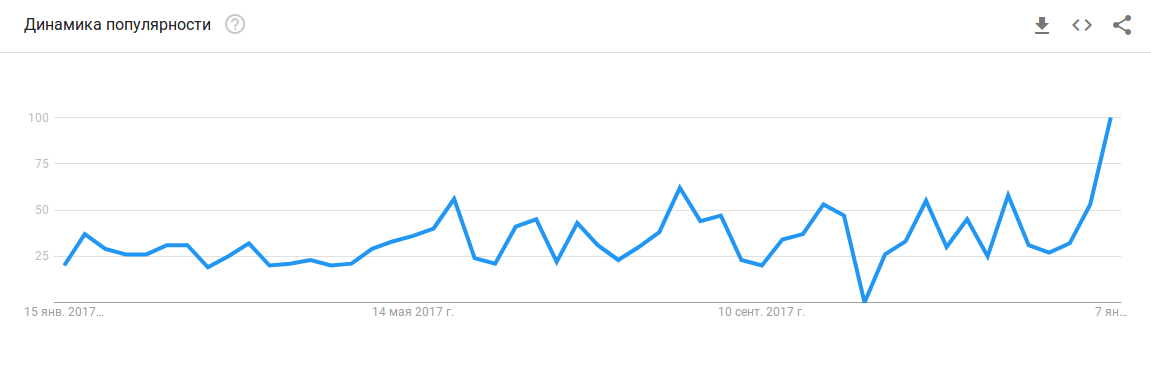 Динамика популярности
100
75
50
25
15 янв. 2017…
14 мая 2017 г.
10 сент. 2017 г.
7 ян…